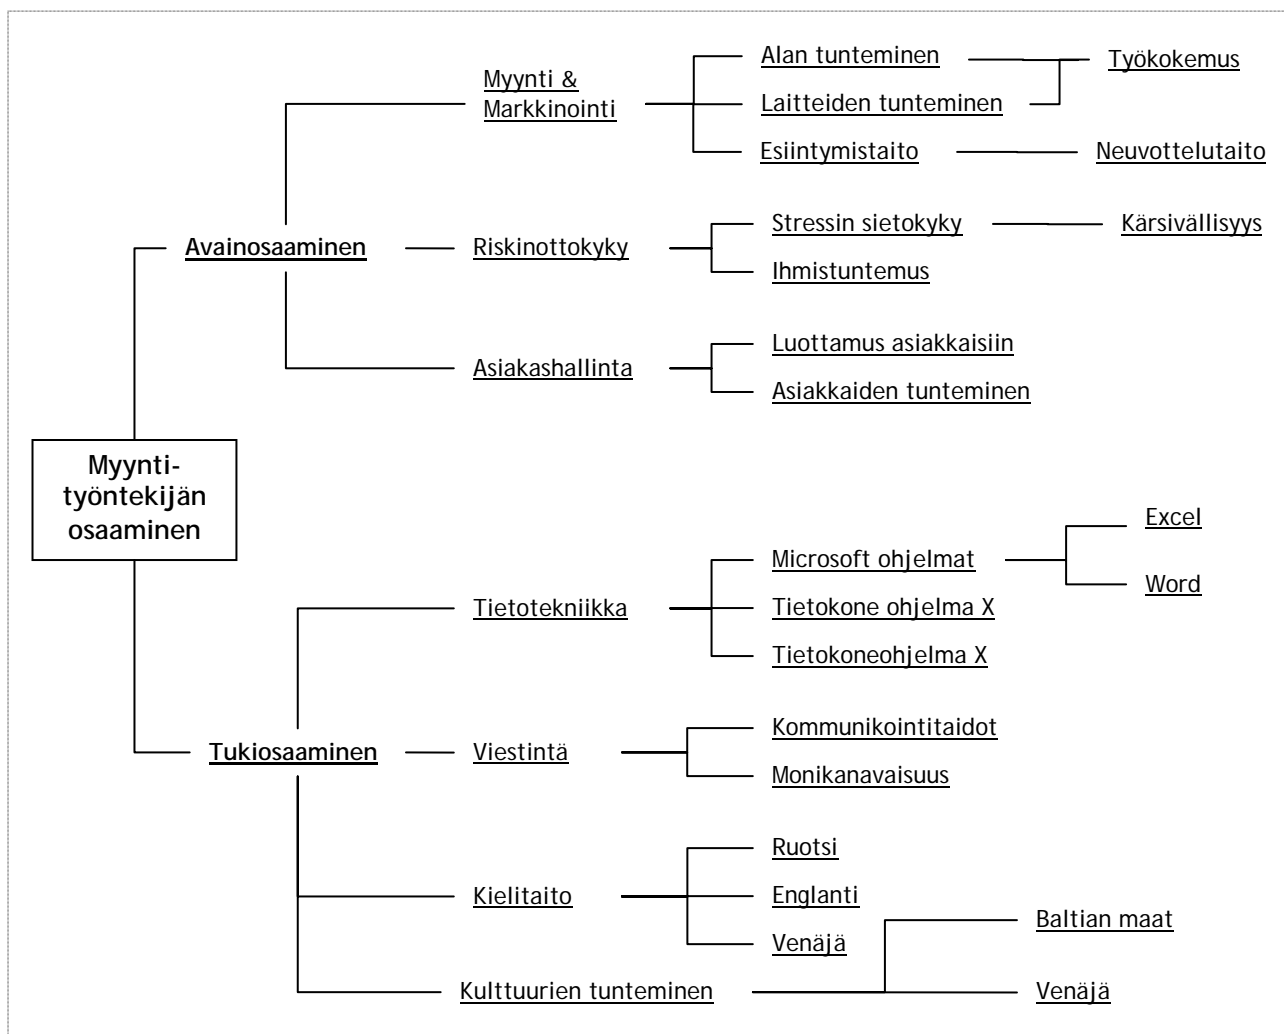 Alan tunteminen
Työkokemus
Myynti &
Markkinointi
Laitteiden tunteminen
Esiintymistaito
Neuvottelutaito
Stressin sietokyky
Kärsivällisyys
Avainosaaminen
Riskinottokyky
Ihmistuntemus
Luottamus asiakkaisiin
Asiakashallinta
Asiakkaiden tunteminen
Myynti-
työntekijän
osaaminen
Excel
Microsoft ohjelmat
Word
Tietotekniikka
Tietokone ohjelma X
Tietokoneohjelma X
Kommunikointitaidot
Tukiosaaminen
Viestintä
Monikanavaisuus
Ruotsi
Kielitaito
Englanti
Baltian maat
Venäjä
Kulttuurien tunteminen
Venäjä